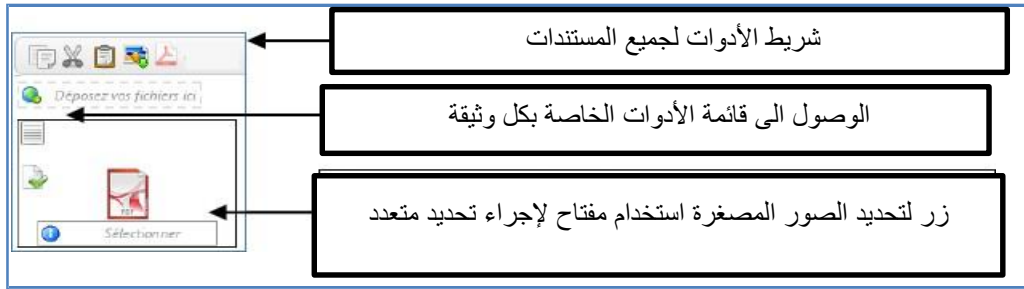 شريط الأدوات لجميع المستندات
Déposez vos fichiers ici
الوصول الى قائمة الأدوات الخاصة بكل وثيقة
زر لتحديد الصور المصغرة استخدام مفتاح لإجراء تحديد متعدد
PDF
Sélectionner